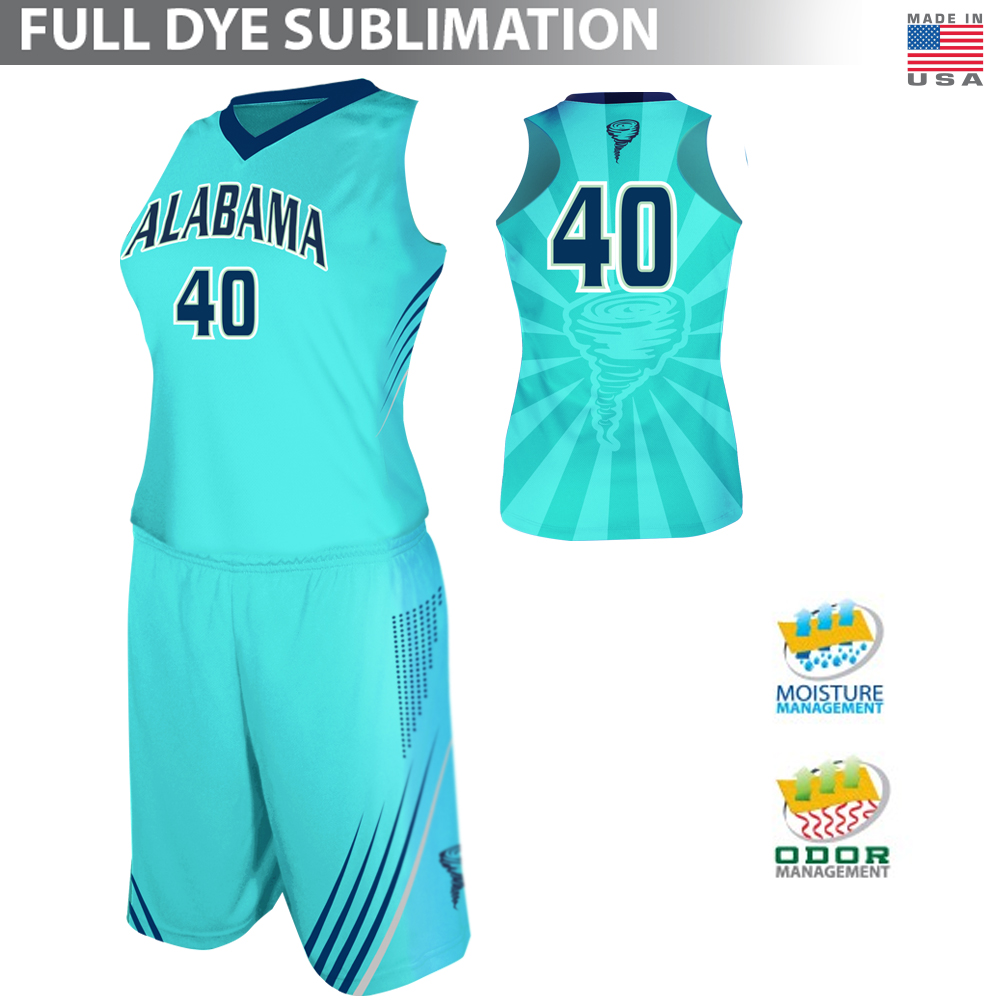 FULL DYE SUBLIMATION
MADE IN
USA
ALABAMA
40
40
MOISTURE
MANAGEMENT
ODOR
MANAGEMENT